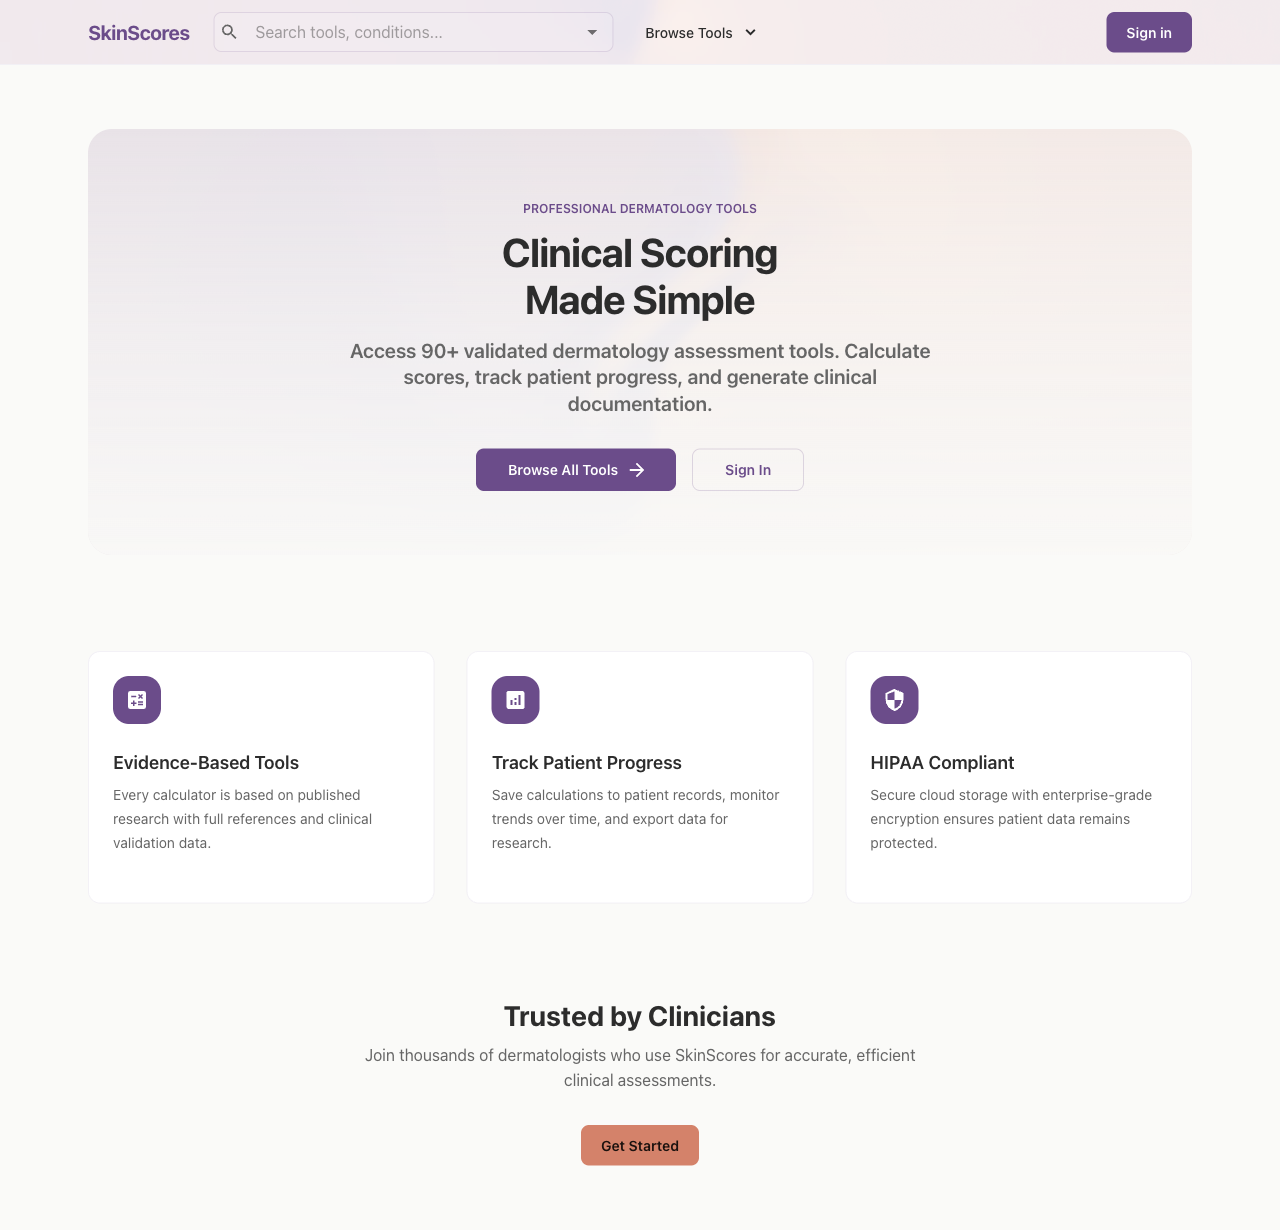 SkinScores
Search tools, conditions...
Browse Tools
Sign in
PROFESSIONAL DERMATOLOGY TOOLS
Clinical Scoring
Made Simple
Access 90+ validated dermatology assessment tools. Calculate
scores, track patient progress, and generate clinical
documentation.
Browse All Tools
Sign In
Evidence-Based Tools
Every calculator is based on published
research with full references and clinical
validation data.
Track Patient Progress
Save calculations to patient records, monitor
trends over time, and export data for
research.
HIPAA Compliant
Secure cloud storage with enterprise-grade
encryption ensures patient data remains
protected.
Trusted by Clinicians
Join thousands of dermatologists who use SkinScores for accurate, efficient
clinical assessments.
Get Started